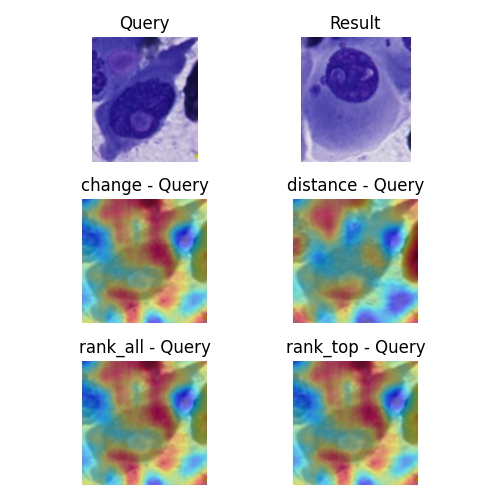 Query
Result
change - Query
distance - Query
rank_all - Query
rank_top - Query